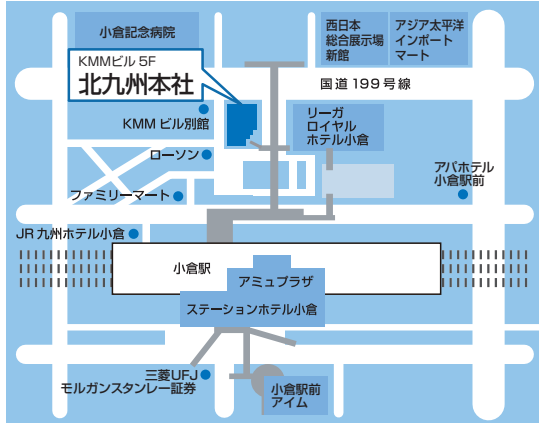 小倉記念病院
西日本
総合展示場
新館
アジア太平洋
インポート
マート
KMMビル 5F
北九州本社
国道199号線
KMM ビル別館
リーガ
ロイヤル
ホテル小倉
ローソン
アパホテル
小倉駅前
ファミリーマート
JR 九州ホテル小倉
小倉駅
アミュプラザ
ステーションホテル小倉
三菱UFJ
モルガンスタンレー証券
小倉駅前
アイム